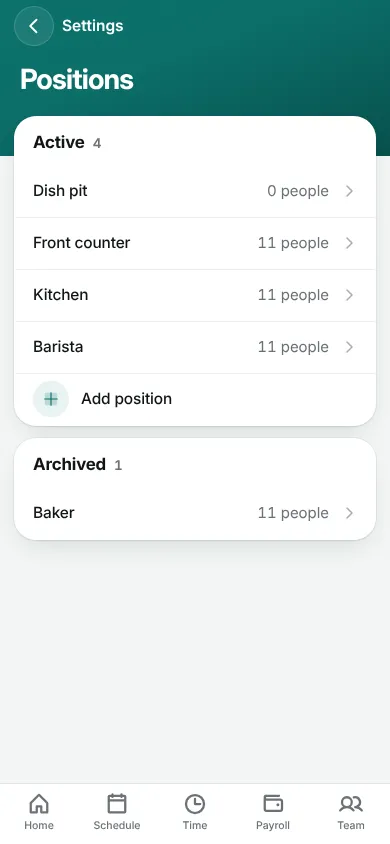 Settings
Positions
Active 4
Dish pit 0 people
Front counter 11 people
Kitchen 11 people
Barista 11 people
Add position
Archived 1
Baker 11 people
Home Schedule Time Payroll Team